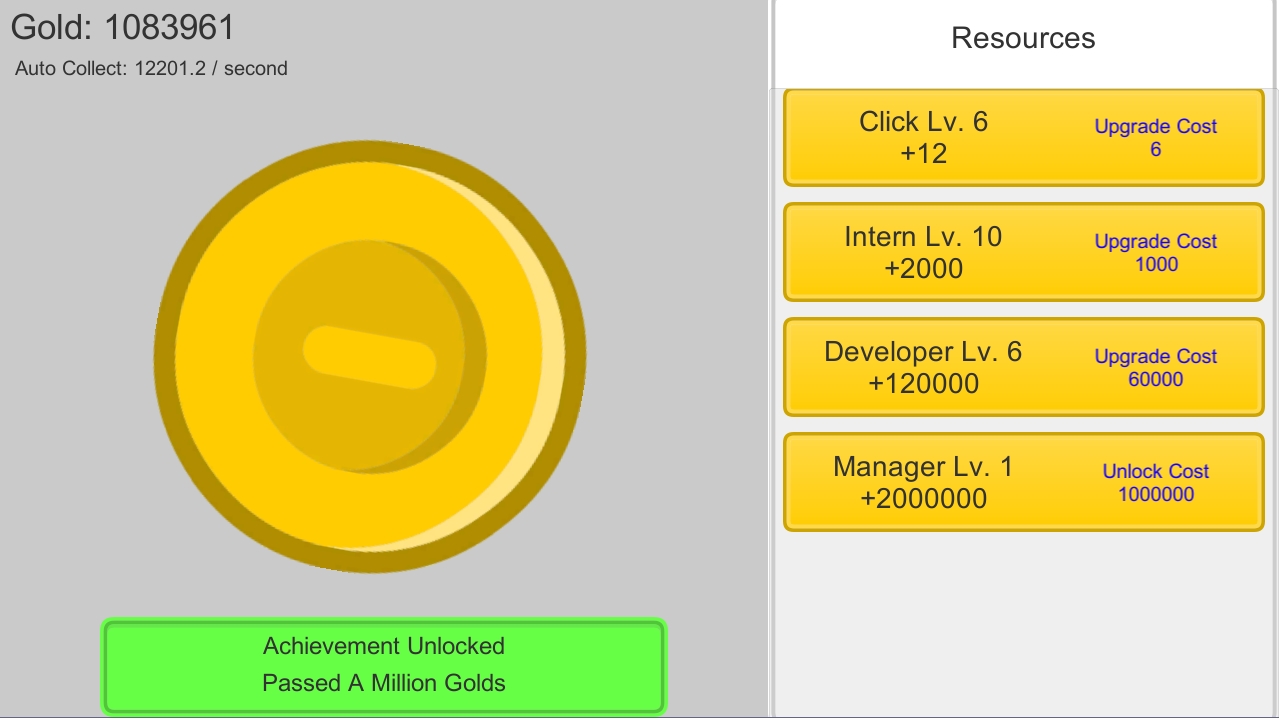 Gold: 1083961
Auto Collect: 12201.2 / second
Achievement Unlocked
Passed A Million Golds
Resources
Click Lv. 6
+12
Upgrade Cost
6
Intern Lv. 10
+2000
Upgrade Cost
1000
Developer Lv. 6
+120000
Upgrade Cost
60000
Manager Lv. 1
+2000000
Unlock Cost
1000000